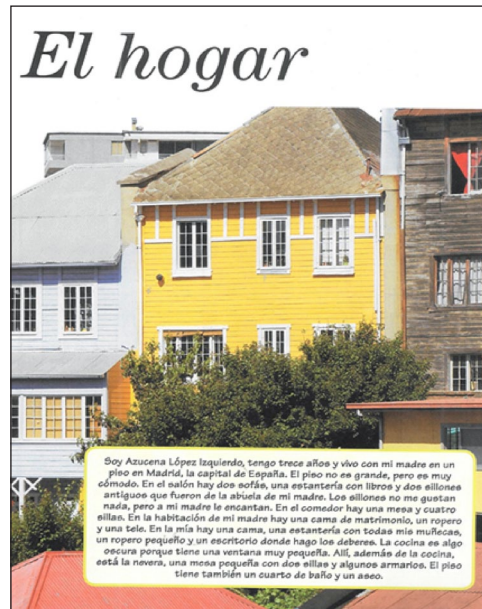 El hogar
Soy Azucena López Izquierdo, tengo trece años y vivo con mi madre en un
piso en Madrid, la capital de España. El piso no es grande, pero es muy
cómodo. En el salón hay dos sofás, una estantería con libros y dos sillones
antiguos que fueron de la abuela de mi madre. Los sillones no me gustan
nada, pero a mi madre le encantan. En el comedor hay una mesa y cuatro
sillas. En la habitación de mi madre hay una cama de matrimonio, un ropero
y una tele. En la mía hay una cama, una estantería con todas mis muñecas,
un ropero pequeño y un escritorio donde hago los deberes. La cocina es algo
oscura porque tiene una ventana muy pequeña. Allí, además de la cocina,
está la nevera, una mesa pequeña con dos sillas y algunos armarios. El piso
tiene también un cuarto de baño y un aseo.